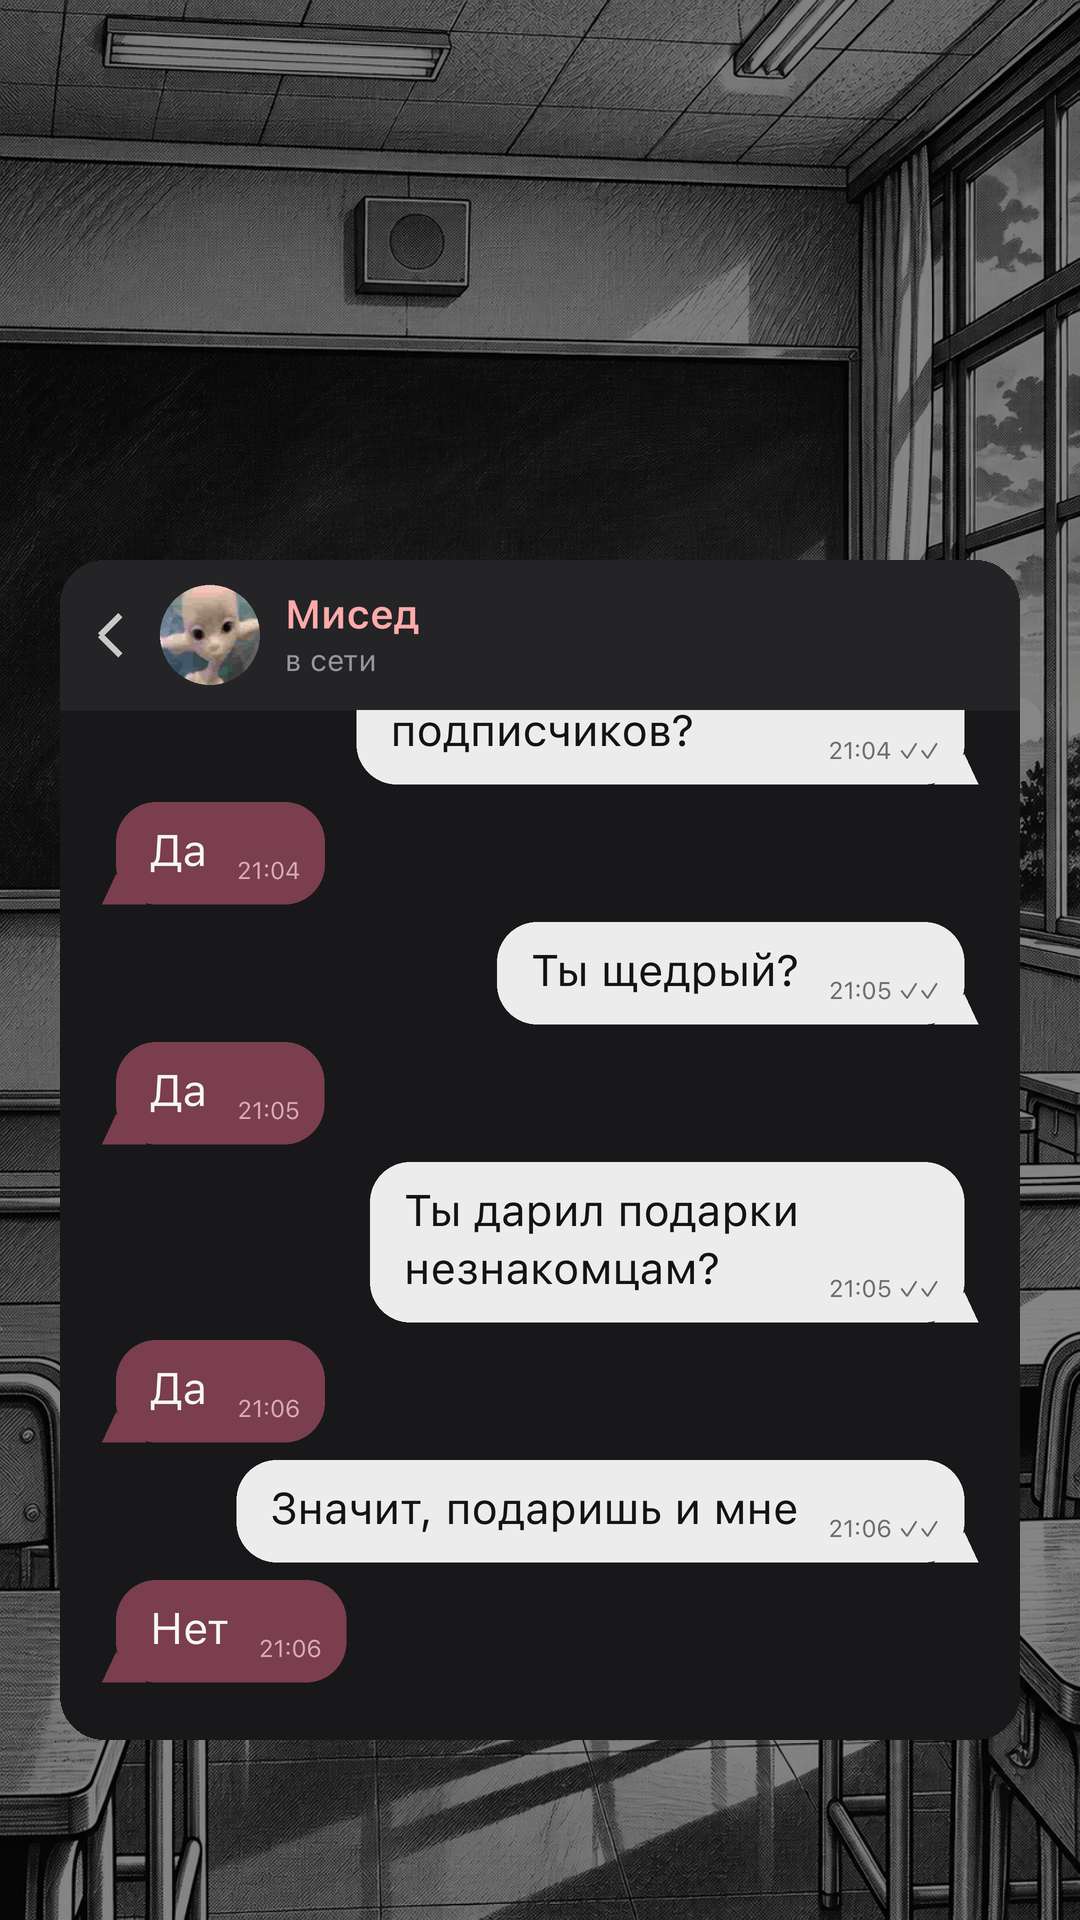 Мисед
в сети
подписчиков?
21:04
Да
21:04
Ты щедрый?
21:05
Да
21:05
Ты дарил подарки
незнакомцам?
21:05
Да
21:06
Значит, подаришь и мне
21:06
Нет
21:06